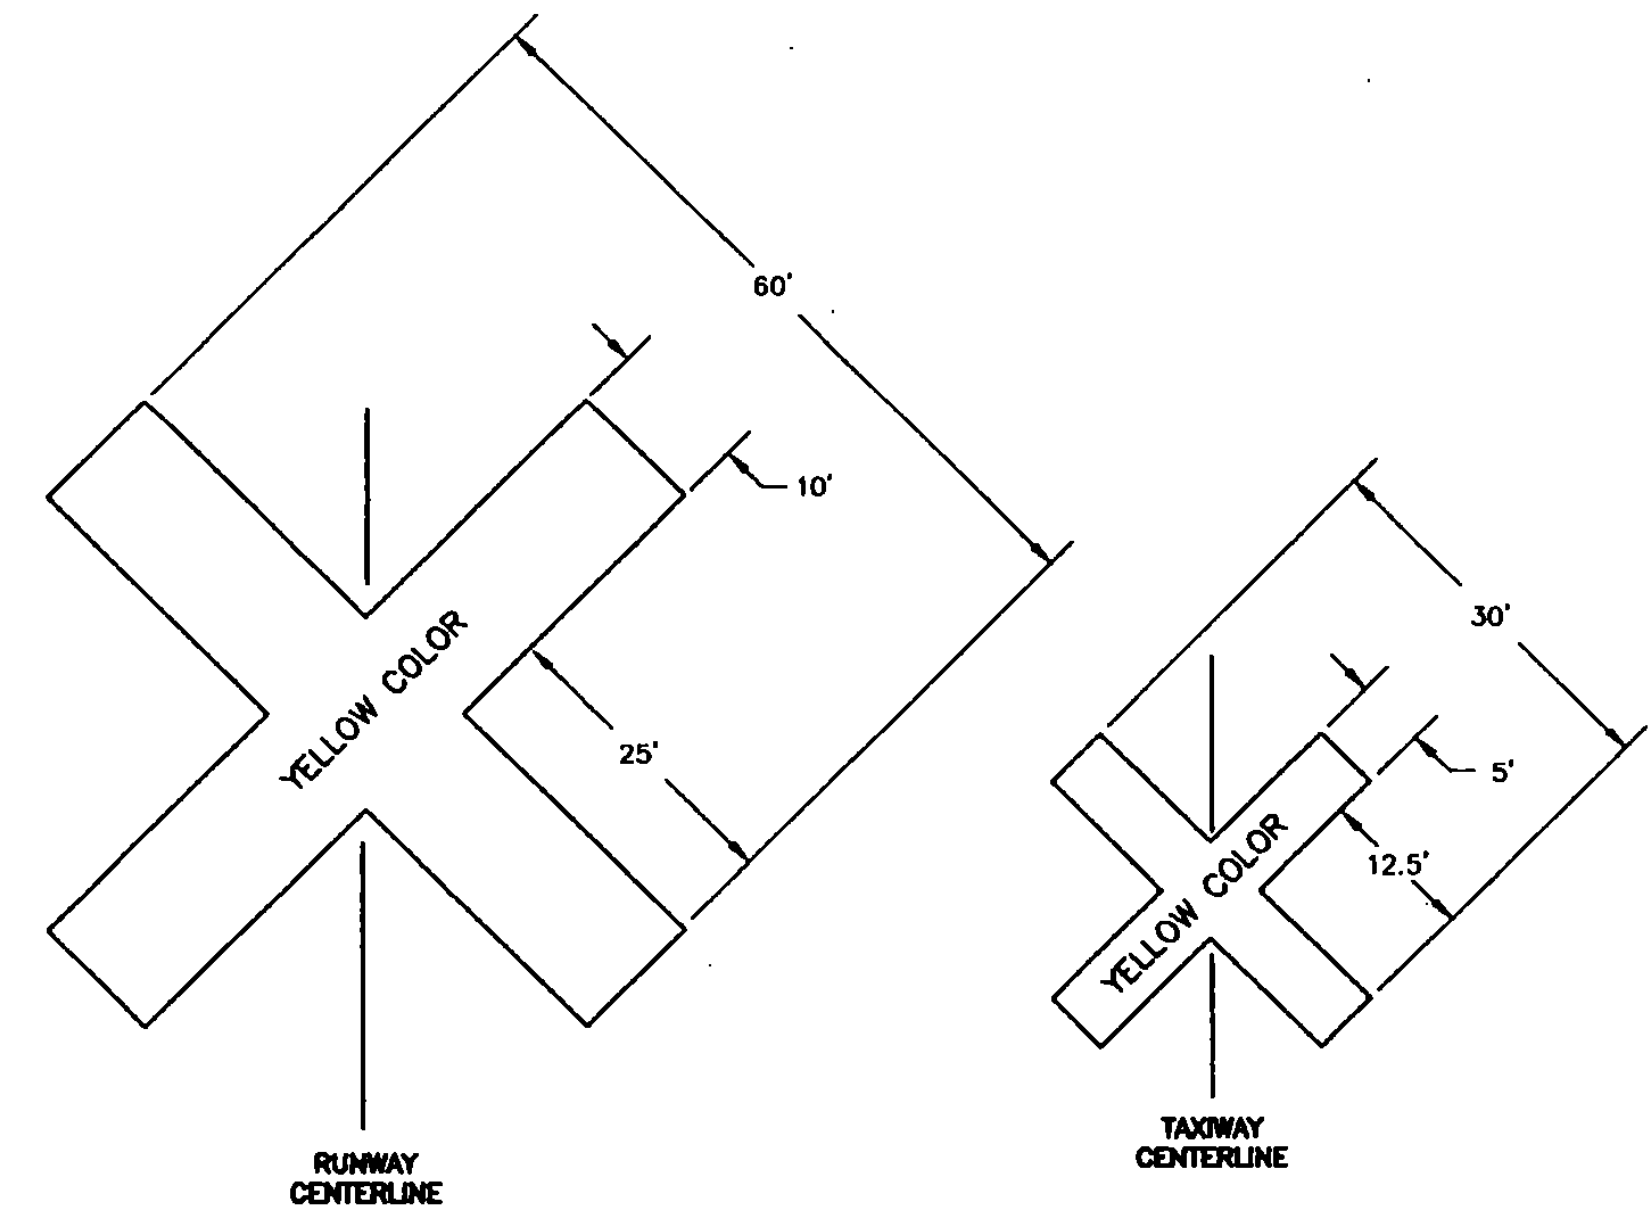 60'
10'
YELLOW COLOR
25'
RUNWAY
CENTERLINE
30'
5'
YELLOW COLOR
12.5'
TAXIWAY
CENTERLINE